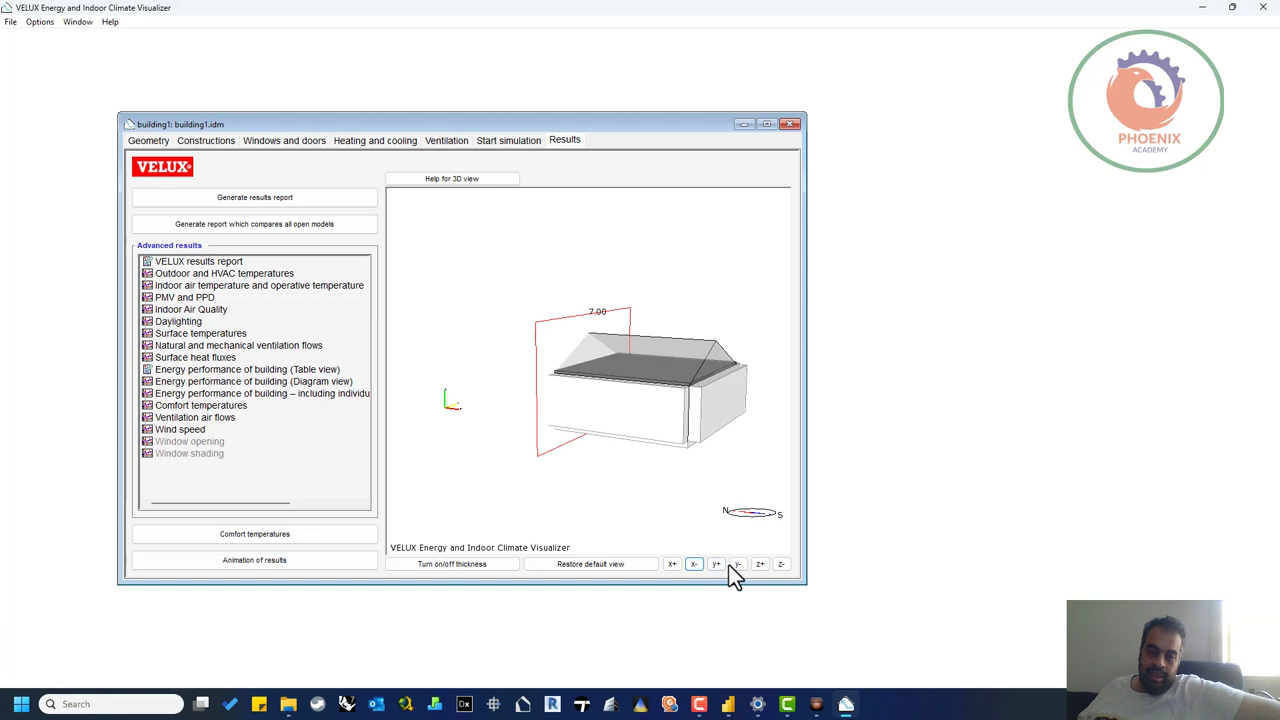 VELUX Energy and Indoor Climate Visualizer
File Options Window Help
PHOENIX
ACADEMY
building1: building1.idm
Geometry Constructions Windows and doors Heating and cooling Ventilation Start simulation Results
VELUX
Help for 3D view
Generate results report
Generate report which compares all open models
Advanced results
VELUX results report
Outdoor and HVAC temperatures
Indoor air temperature and operative temperature
PMV and PPD
Indoor Air Quality
Daylighting
Surface temperatures
Natural and mechanical ventilation flows
Surface heat fluxes
Energy performance of building (Table view)
Energy performance of building (Diagram view)
Energy performance of building – including individu
Comfort temperatures
Ventilation air flows
Wind speed
Window opening
Window shading
7.00
N S
Comfort temperatures
Animation of results
VELUX Energy and Indoor Climate Visualizer
Turn on/off thickness Restore default view x+ x- y+ y- z+ z-
Search
Dx
R